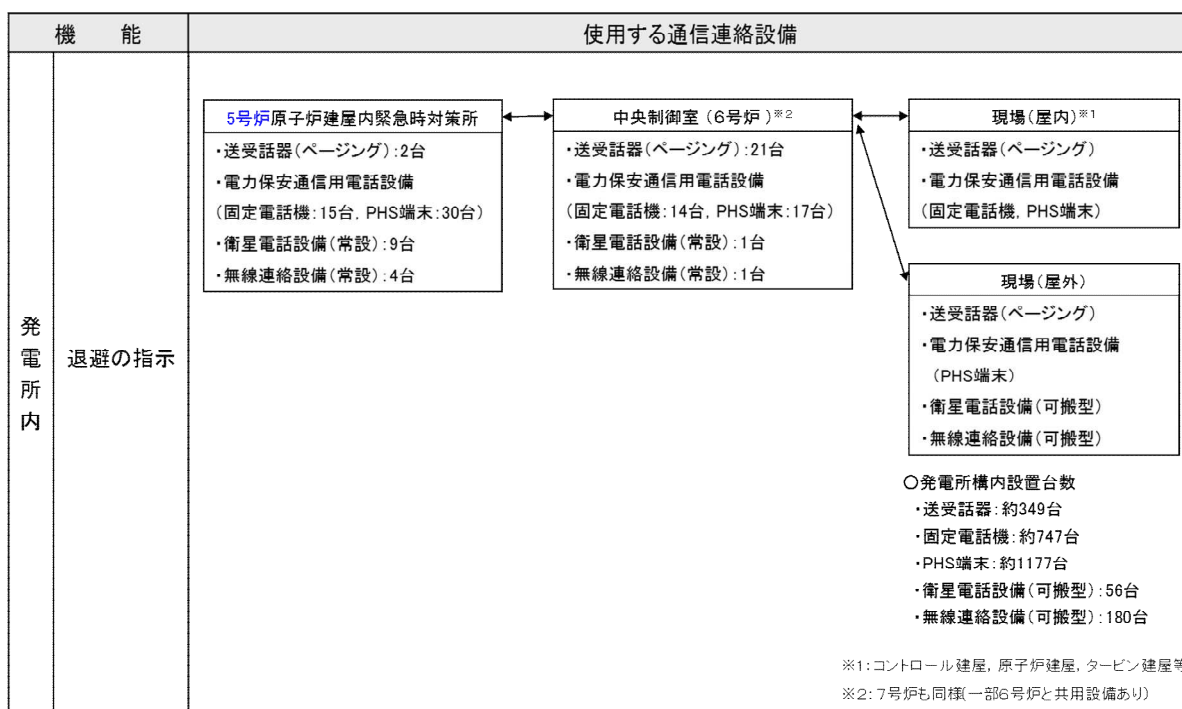 機　能
使用する通信連絡設備
発電所内
退避の指示
5号炉原子炉建屋内緊急時対策所
・送受話器(ページング):2台
・電力保安通信用電話設備
(固定電話機:15台, PHS端末:30台)
・衛星電話設備(常設):9台
・無線連絡設備(常設):4台
中央制御室(6号炉)※2
・送受話器(ページング):21台
・電力保安通信用電話設備
(固定電話機:14台, PHS端末:17台)
・衛星電話設備(常設):1台
・無線連絡設備(常設):1台
現場(屋内)※1
・送受話器(ページング)
・電力保安通信用電話設備
(固定電話機, PHS端末)
現場(屋外)
・送受話器(ページング)
・電力保安通信用電話設備
(PHS端末)
・衛星電話設備(可搬型)
・無線連絡設備(可搬型)
○発電所構内設置台数
・送受話器:約349台
・固定電話機:約747台
・PHS端末:約1177台
・衛星電話設備(可搬型):56台
・無線連絡設備(可搬型):180台
※1:コントロール建屋, 原子炉建屋, タービン建屋等
※2:7号炉も同様(一部6号炉と共用設備あり)